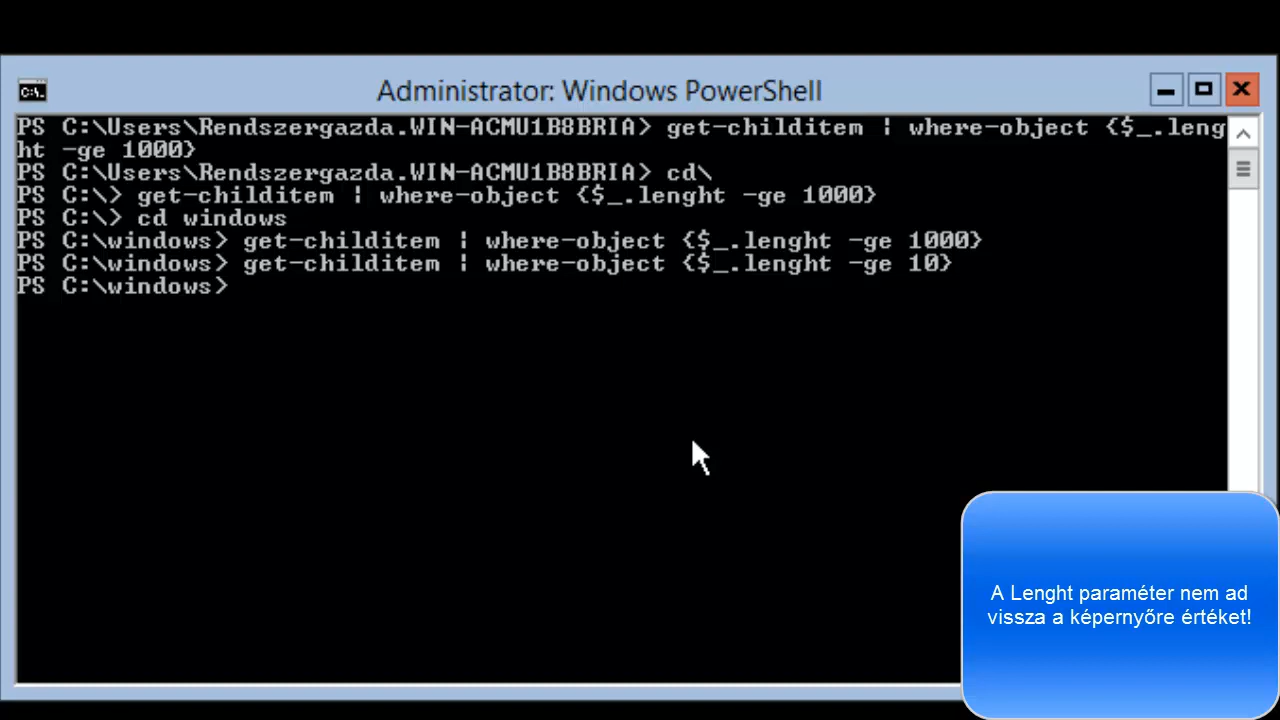 Administrator: Windows PowerShell
PS C:\Users\Rendszergazda.WIN-ACMU1B8BRIA> get-childitem | where-object {$_.leng
ht -ge 1000}
PS C:\Users\Rendszergazda.WIN-ACMU1B8BRIA> cd\
PS C:\> get-childitem | where-object {$_.lenght -ge 1000}
PS C:\> cd windows
PS C:\windows> get-childitem | where-object {$_.lenght -ge 1000}
PS C:\windows> get-childitem | where-object {$_.lenght -ge 10}
PS C:\windows>
A Lenght paraméter nem ad
vissza a képernyőre értéket!